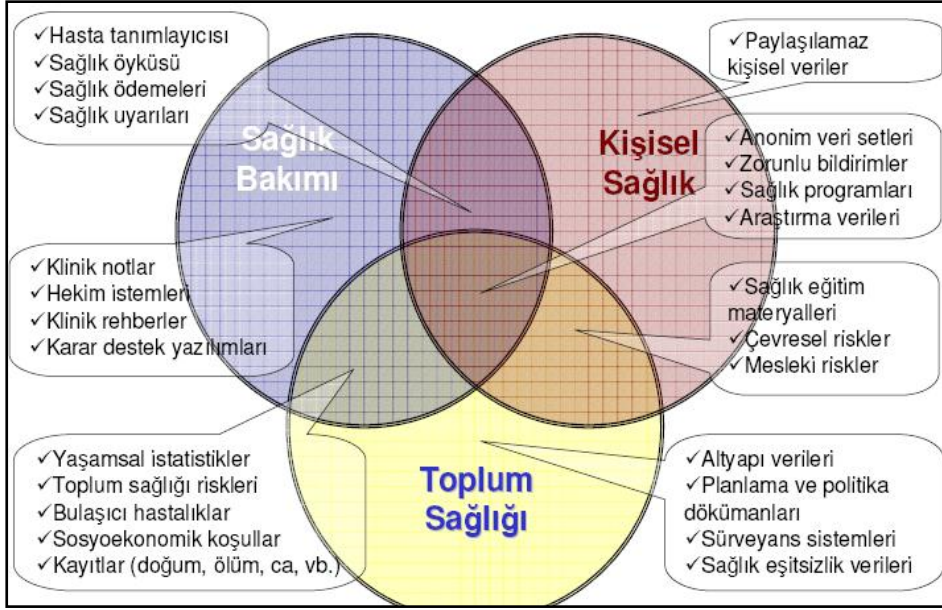 ✓Hasta tanımlayıcısı
✓Sağlık öyküsü
✓Sağlık ödemeleri
✓Sağlık uyarıları
✓Paylaşılamaz
kişisel veriler
Sağlık
Bakımı
Kişisel
Sağlık
✓Anonim veri setleri
✓Zorunlu bildirimler
✓Sağlık programları
✓Araştırma verileri
✓Klinik notlar
✓Hekim istemleri
✓Klinik rehberler
✓Karar destek yazılımları
✓Sağlık eğitim
materyalleri
✓Çevresel riskler
✓Mesleki riskler
✓Yaşamsal istatistikler
✓Toplum sağlığı riskleri
✓Bulaşıcı hastalıklar
✓Sosyoekonomik koşullar
✓Kayıtlar (doğum, ölüm, ca, vb.)
Toplum
Sağlığı
✓Altyapı verileri
✓Planlama ve politika
dökümanları
✓Sürveyans sistemleri
✓Sağlık eşitsizlik verileri